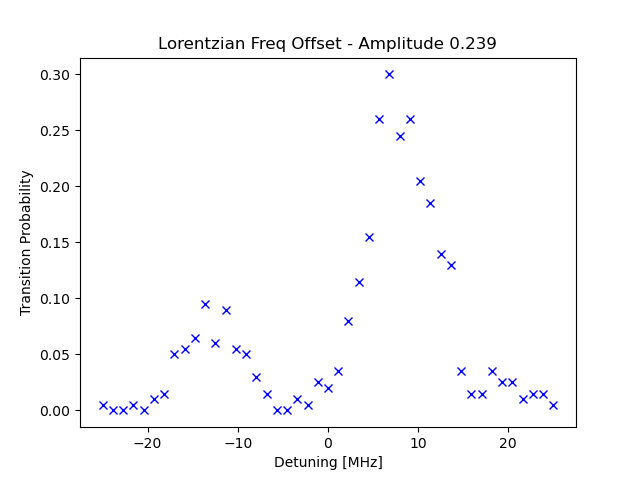 Lorentzian Freq Offset - Amplitude 0.239
Transition Probability
0.30
0.25
0.20
0.15
0.10
0.05
0.00
−20 −10 0 10 20
Detuning [MHz]